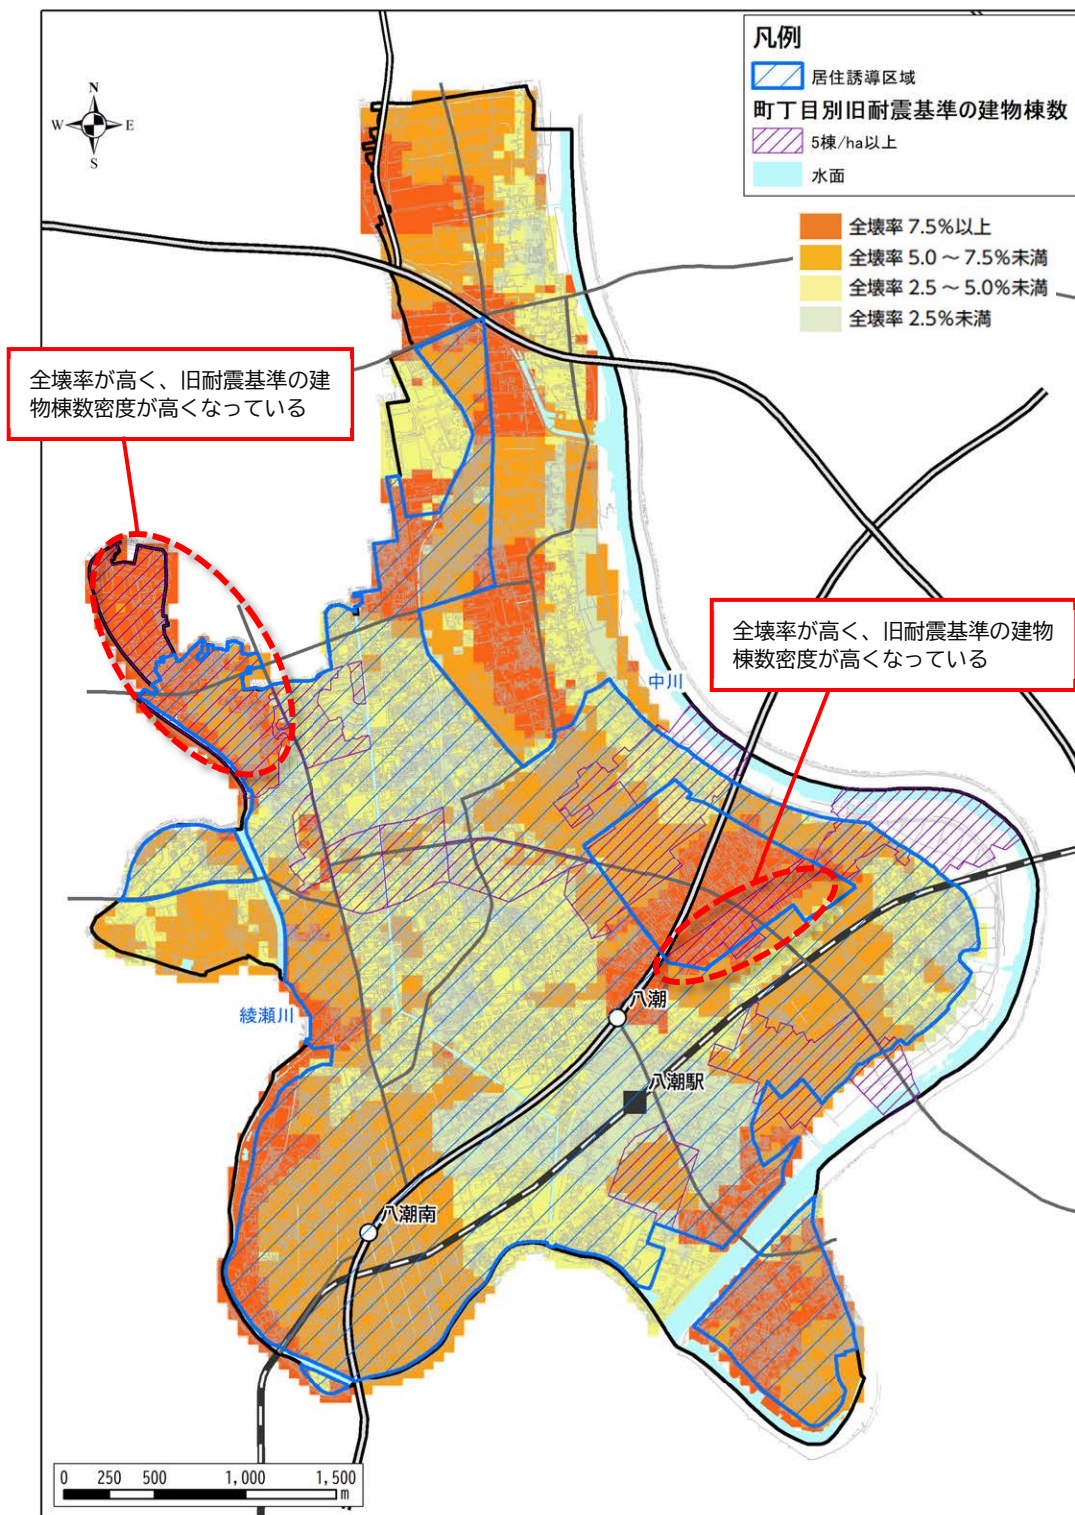 凡例
居住誘導区域
町丁目別旧耐震基準の建物棟数
5棟/ha以上
水面
全壊率 7.5%以上
全壊率 5.0 ～ 7.5%未満
全壊率 2.5 ～ 5.0%未満
全壊率 2.5%未満
N
W
E
S
全壊率が高く、旧耐震基準の建
物棟数密度が高くなっている
全壊率が高く、旧耐震基準の建物
棟数密度が高くなっている
中川
綾瀬川
八潮
八潮駅
八潮南
0 250 500 1,000 1,500
m